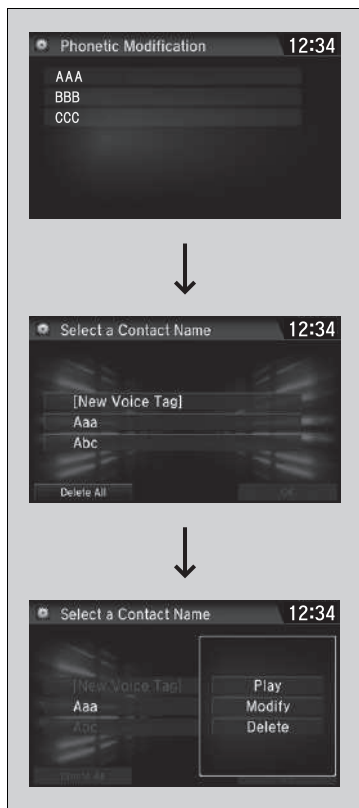 Phonetic Modification 12:34
AAA
BBB
CCC
Select a Contact Name 12:34
[New Voice Tag]
Aaa
Abc
Delete All OK
Select a Contact Name 12:34
[New Voice Tag]
Play
Aaa
Modify
Abc
Delete
Delete All